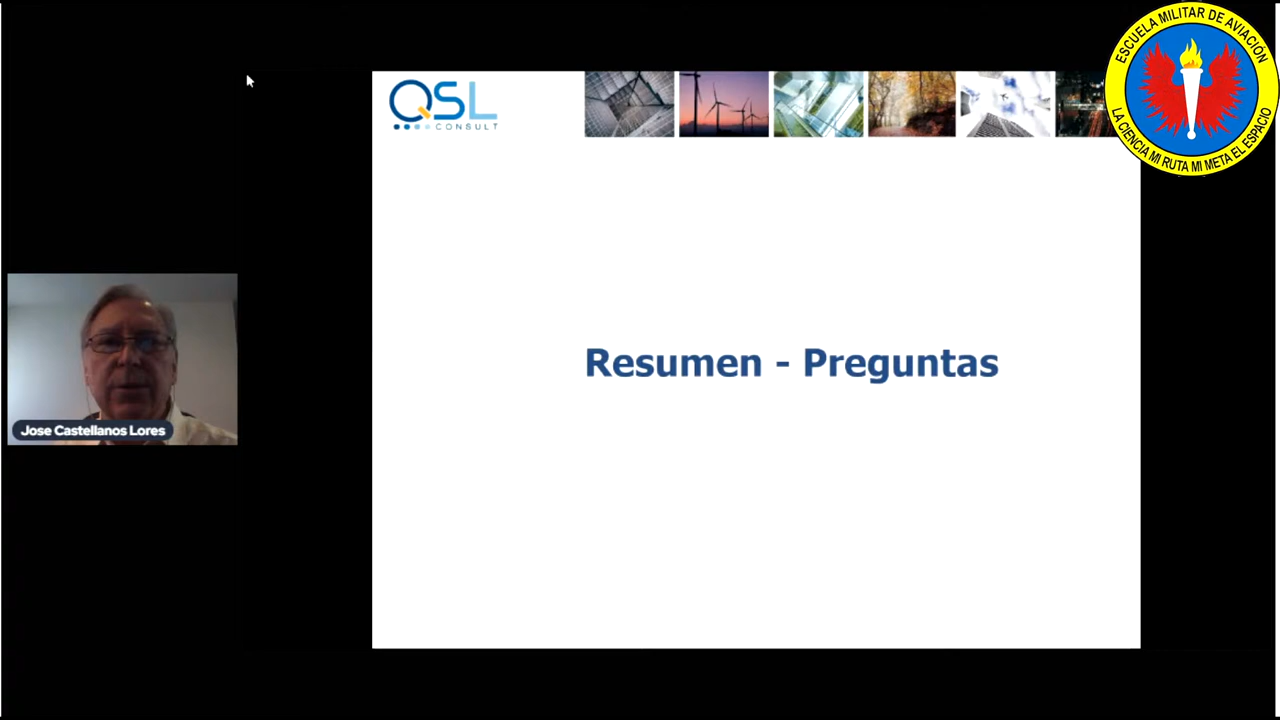 QSL
CONSULT
ESCUELA MILITAR DE AVIACIÓN
LA CIENCIA MI RUTA MI META EL ESPACIO
Resumen - Preguntas
Jose Castellanos Lores